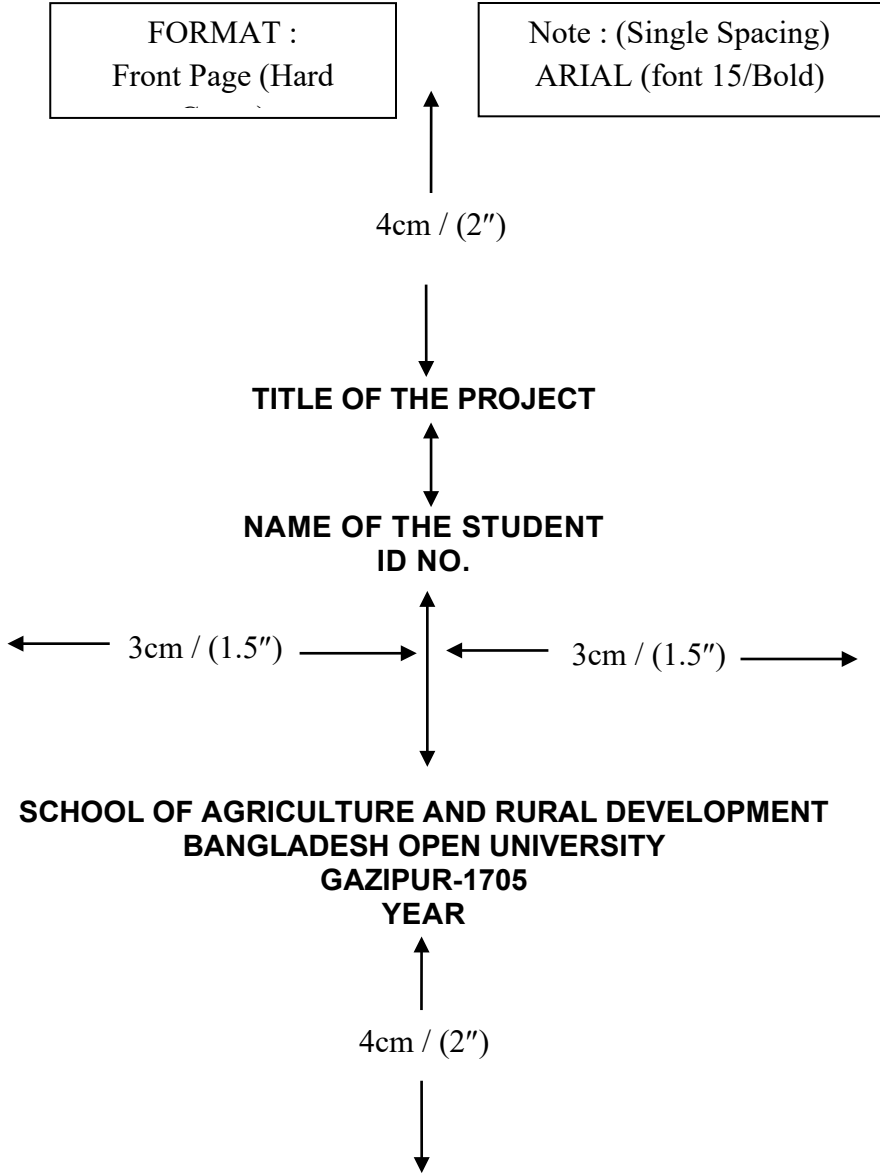 FORMAT :
Front Page (Hard
Note : (Single Spacing)
ARIAL (font 15/Bold)
4cm / (2″)
TITLE OF THE PROJECT
NAME OF THE STUDENT
ID NO.
3cm / (1.5″)
3cm / (1.5″)
SCHOOL OF AGRICULTURE AND RURAL DEVELOPMENT
BANGLADESH OPEN UNIVERSITY
GAZIPUR-1705
YEAR
4cm / (2″)